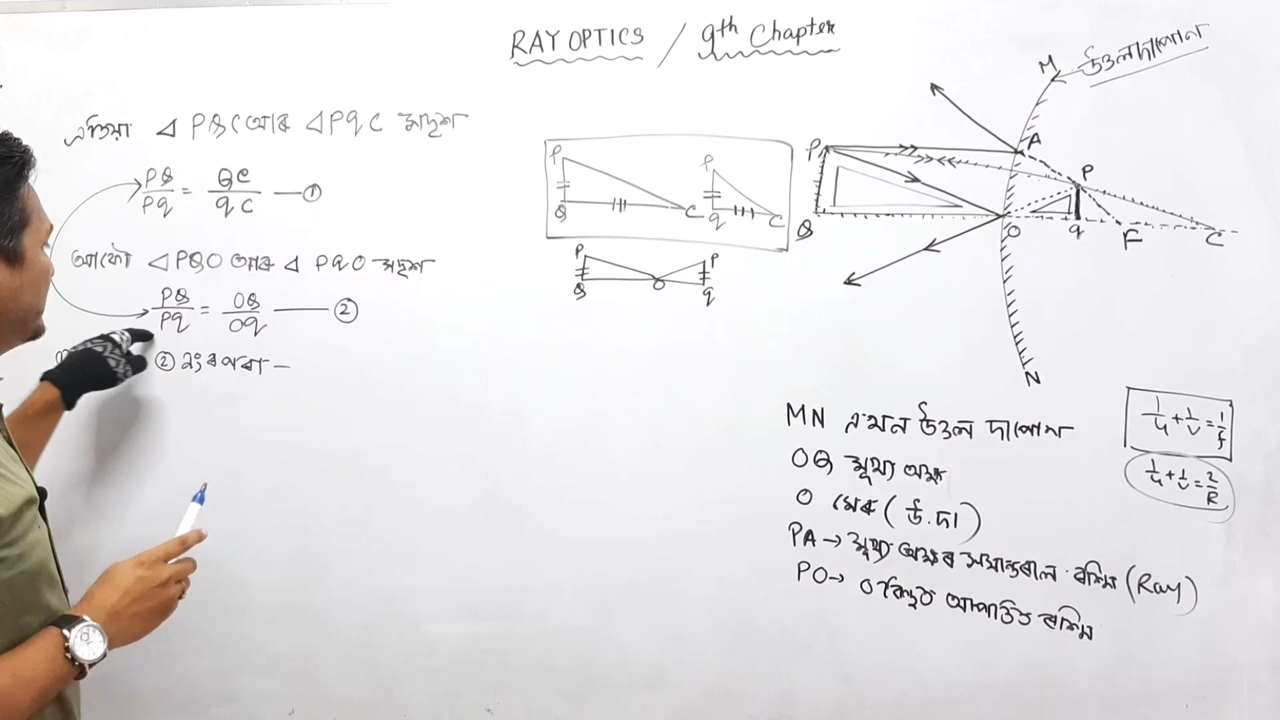 RAY OPTICS / 9th Chapter
এতিয়া ⊿ PQC আৰু ⊿ pqC সদৃশ
PQ/pq = QC/qC —①
আকৌ ⊿ PQO আৰু ⊿ pqO সদৃশ
PQ/pq = OQ/Oq —②
② নং ৰ পৰা —
P
Q
C
p
q
C
P
Q
O
p
q
M
উত্তল দাপোন
P
A
p
Q
O
q
F
C
N
MN এখন উত্তল দাপোন
OQ মূখ্য অক্ষ
O মেৰু ( উ. দা )
PA → মূখ্য অক্ষৰ সমান্তৰাল ৰশ্মি (Ray)
PO → O বিন্দুত আপতিত ৰশ্মি
1/u + 1/v = 1/f
1/u + 1/v = 2/R